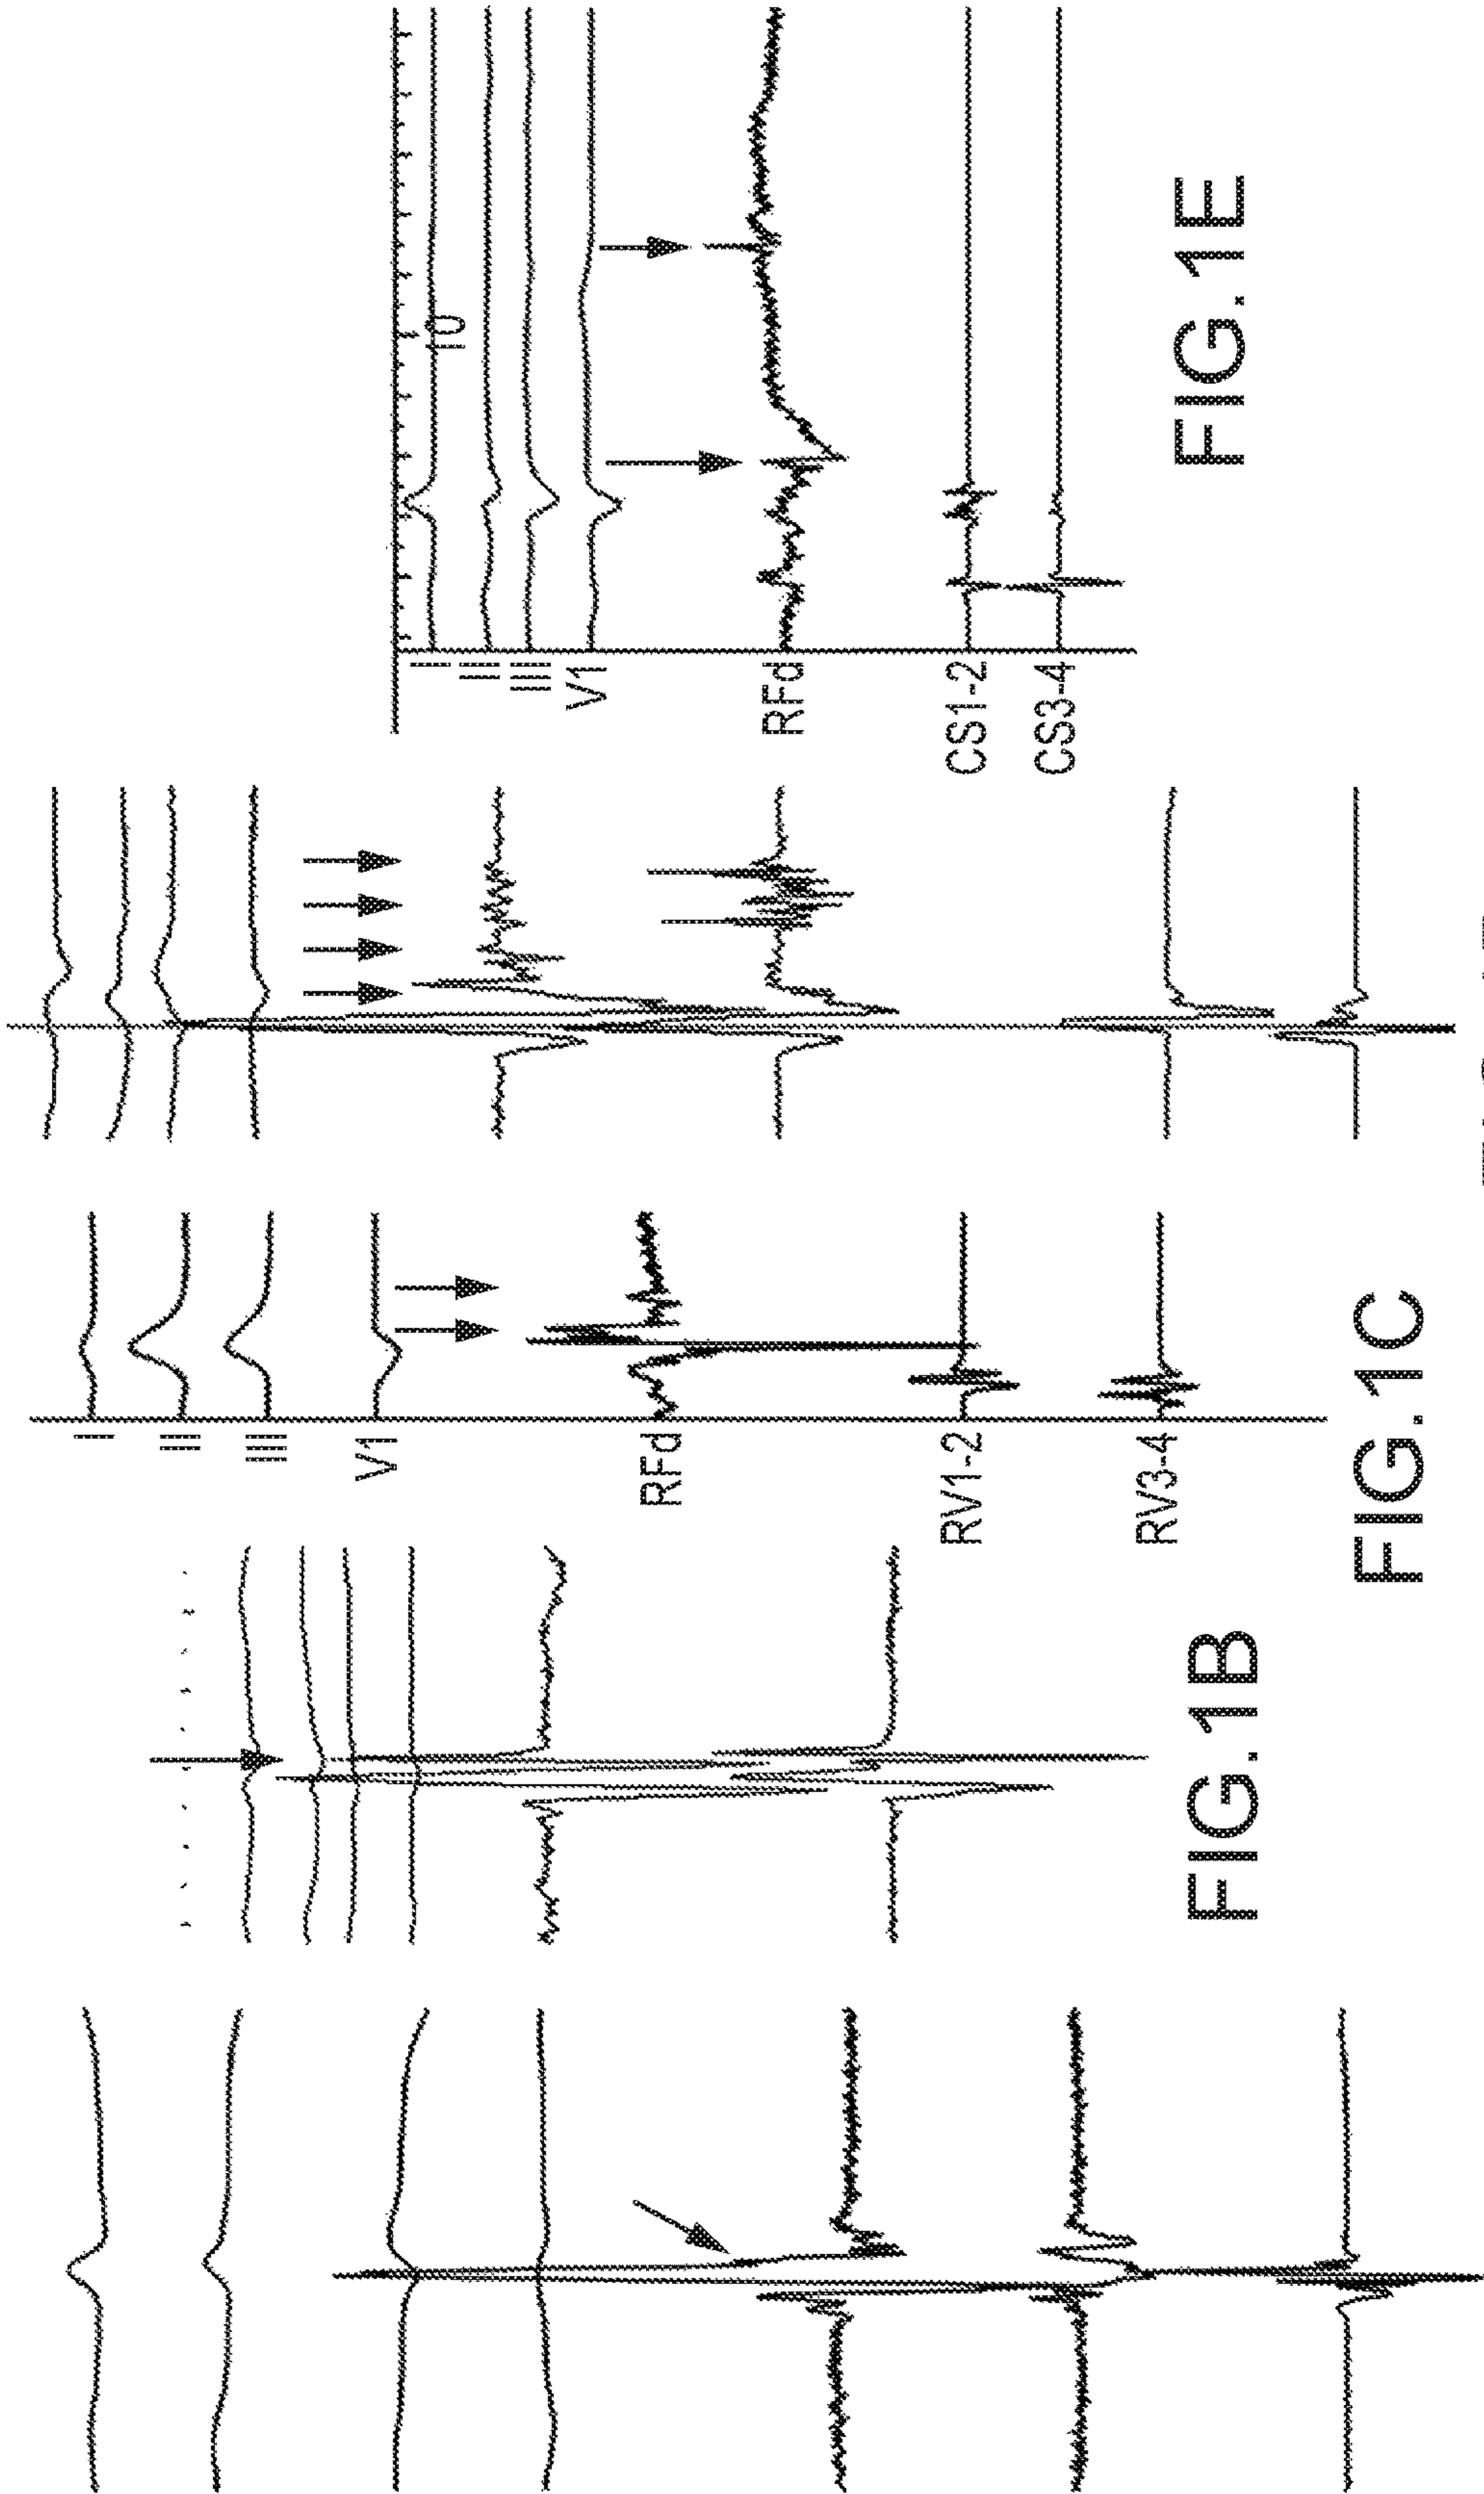 I
II
III
V1
RFd
CS1-2
CS3-4
10
FIG.1E
I
II
III
V1
RFd
RV1-2
RV3-4
FIG.1C
FIG.1B